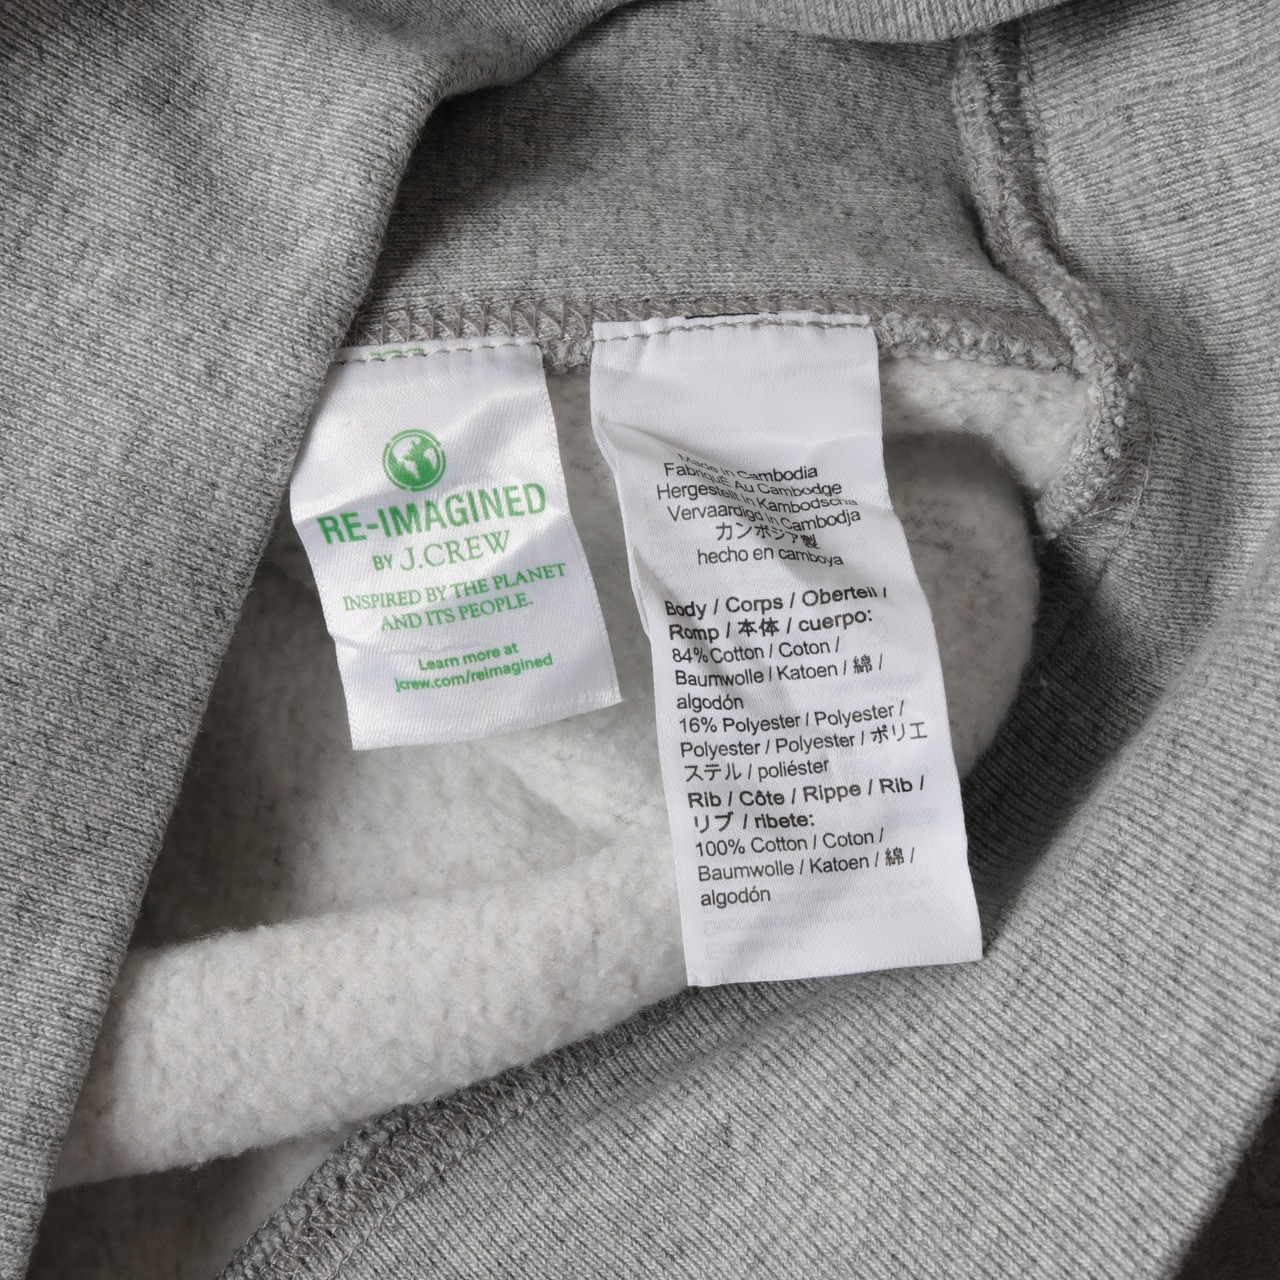 RE-IMAGINED
BY J.CREW
INSPIRED BY THE PLANET
AND ITS PEOPLE.
Learn more at
jcrew.com/reimagined
Made in Cambodia
FabriquÉ Au Cambodge
Hergestellt in Kambodscha
Vervaardigd in Cambodja
カンボジア製
hecho en camboya
Body / Corps / Oberteil /
Romp / 本体 / cuerpo:
84% Cotton / Coton /
Baumwolle / Katoen / 綿 /
algodón
16% Polyester / Polyester /
Polyester / Polyester / ポリエ
ステル / poliéster
Rib / Côte / Rippe / Rib /
リブ / ribete:
100% Cotton / Coton /
Baumwolle / Katoen / 綿 /
algodón